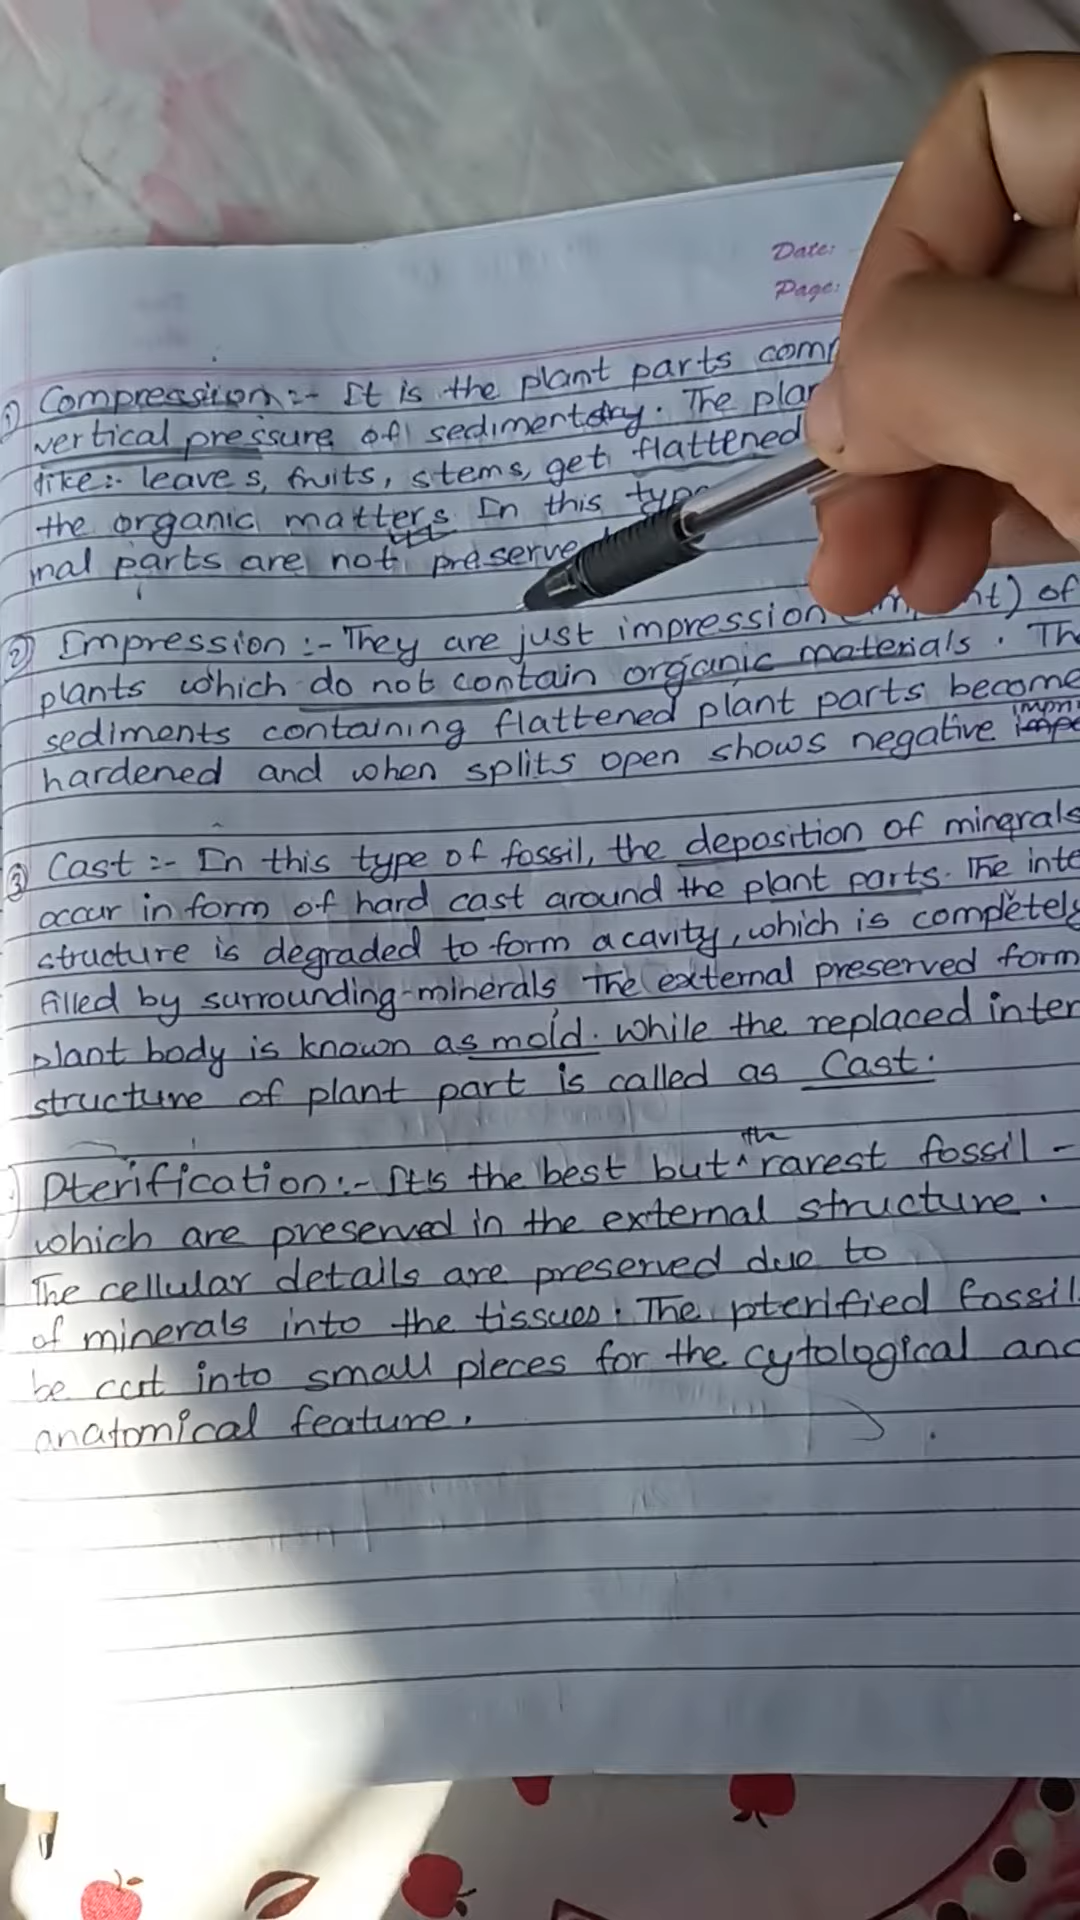 Date:
Page:
① Compression:- It is the plant parts
vertical pressure of sedimentary. The
like:- leaves, fruits, stems, get flattened
the organic matters In this type
nal parts are not preserve
② Impression :- They are just impression of
plants which do not contain organic materials. The
sediments containing flattened plant parts become
hardened and when splits open shows negative
③ Cast :- In this type of fossil, the deposition of minerals
occur in form of hard cast around the plant parts. The
structure is degraded to form a cavity, which is completely
filled by surrounding-minerals The external preserved form
plant body is known as mold. While the replaced
structure of plant part is called as Cast.
Pterification:- It's the best but the rarest fossil -
which are preserved in the external structure.
The cellular details are preserved due to
of minerals into the tissues. The pterified fossil
be cut into small pieces for the cytological and
anatomical feature.